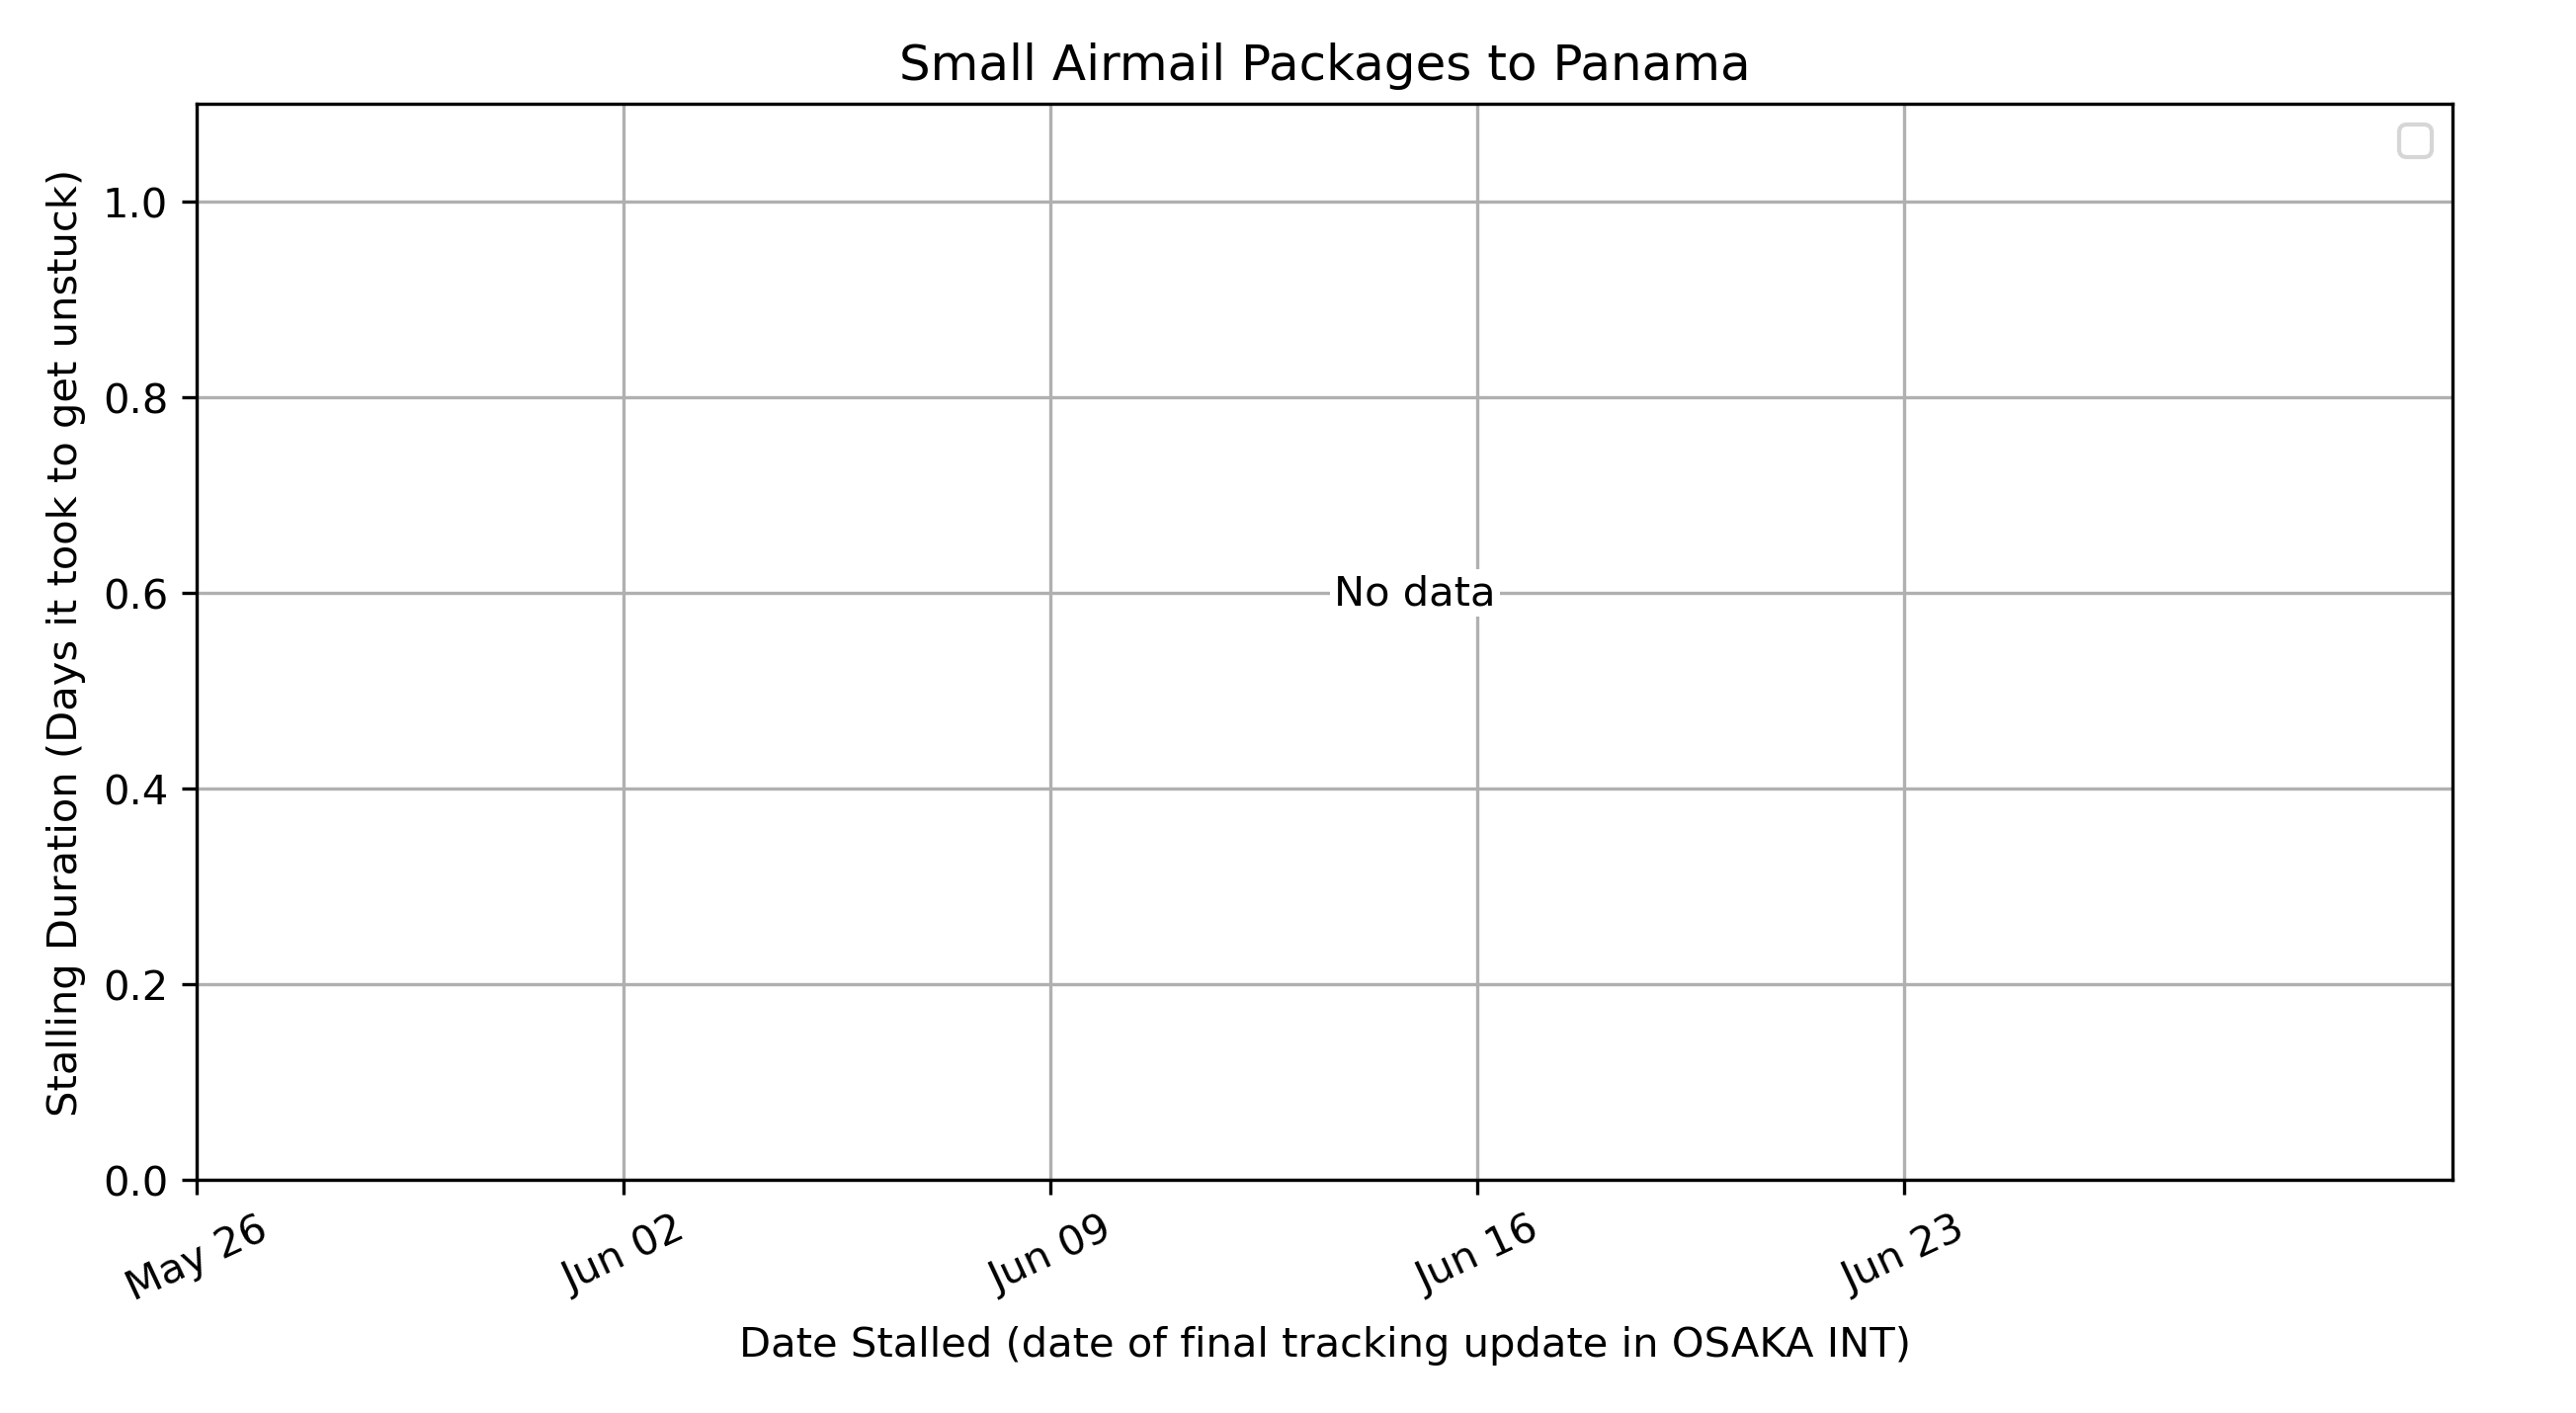 Small Airmail Packages to Panama
Stalling Duration (Days it took to get unstuck)
1.0
0.8
0.6
0.4
0.2
0.0
No data
May 26
Jun 02
Jun 09
Jun 16
Jun 23
Date Stalled (date of final tracking update in OSAKA INT)